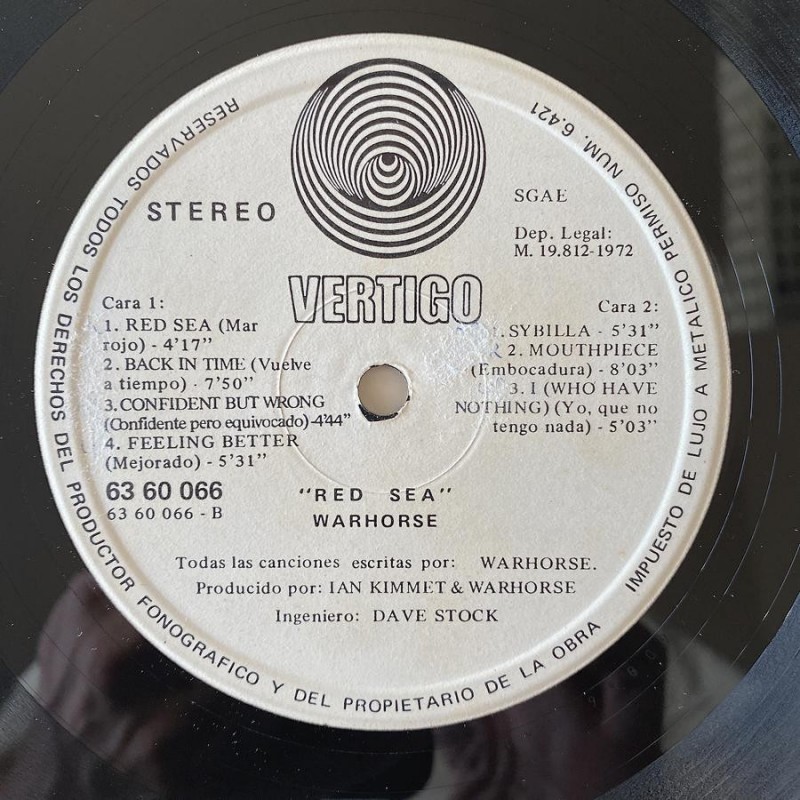 RESERVADOS TODOS LOS DERECHOS DEL PRODUCTOR FONOGRAFICO Y DEL PROPIETARIO DE LA OBRA
IMPUESTO DE LUJO A METALICO PERMISO NUM. 6.421
STEREO
SGAE
Dep. Legal:
M. 19.812-1972
VERTIGO
Cara 1:
1. RED SEA (Mar
rojo) - 4'17"
2. BACK IN TIME (Vuelve
a tiempo) - 7'50"
3. CONFIDENT BUT WRONG
(Confidente pero equivocado)-4'44"
4. FEELING BETTER
(Mejorado) - 5'31"
63 60 066
63 60 066 - B
Cara 2:
1. SYBILLA - 5'31"
2. MOUTHPIECE
(Embocadura) - 8'03"
3. I (WHO HAVE
NOTHING) (Yo, que no
tengo nada) - 5'03"
"RED SEA"
WARHORSE
Todas las canciones escritas por: WARHORSE.
Producido por: IAN KIMMET & WARHORSE
Ingeniero: DAVE STOCK